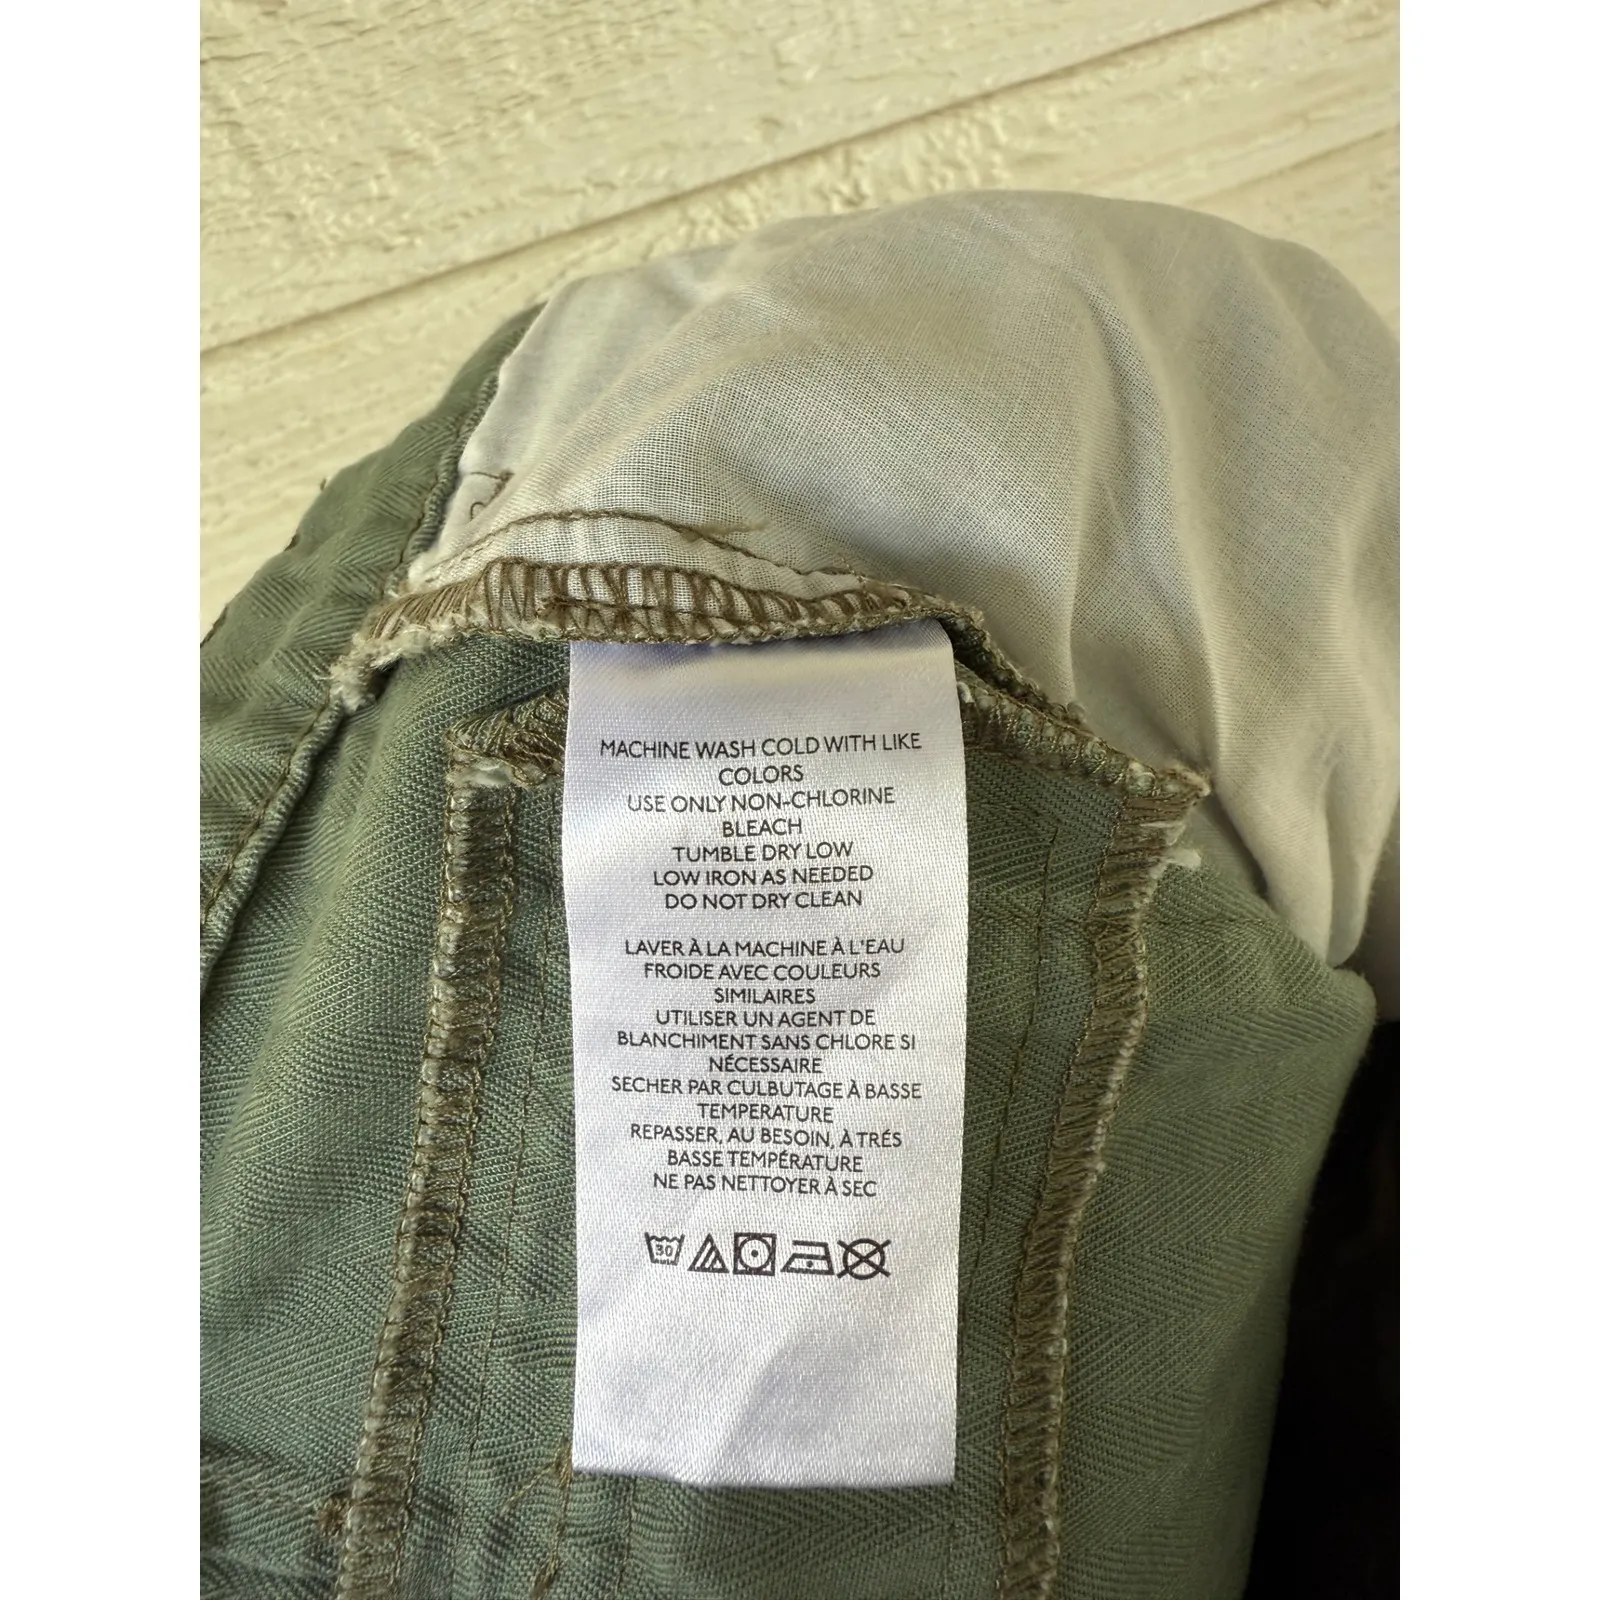 MACHINE WASH COLD WITH LIKE
COLORS
USE ONLY NON-CHLORINE
BLEACH
TUMBLE DRY LOW
LOW IRON AS NEEDED
DO NOT DRY CLEAN
LAVER À LA MACHINE À L'EAU
FROIDE AVEC COULEURS
SIMILAIRES
UTILISER UN AGENT DE
BLANCHIMENT SANS CHLORE SI
NÉCESSAIRE
SECHER PAR CULBUTAGE À BASSE
TEMPERATURE
REPASSER, AU BESOIN, À TRÉS
BASSE TEMPÉRATURE
NE PAS NETTOYER À SEC
30